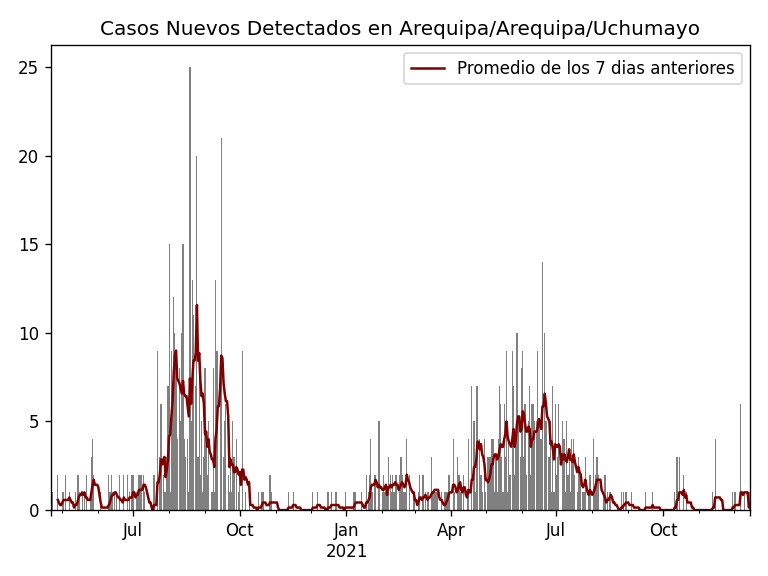 Casos Nuevos Detectados en Arequipa/Arequipa/Uchumayo
Promedio de los 7 dias anteriores
25
20
15
10
5
0
Jul
Oct
Jan
Apr
Jul
Oct
2021